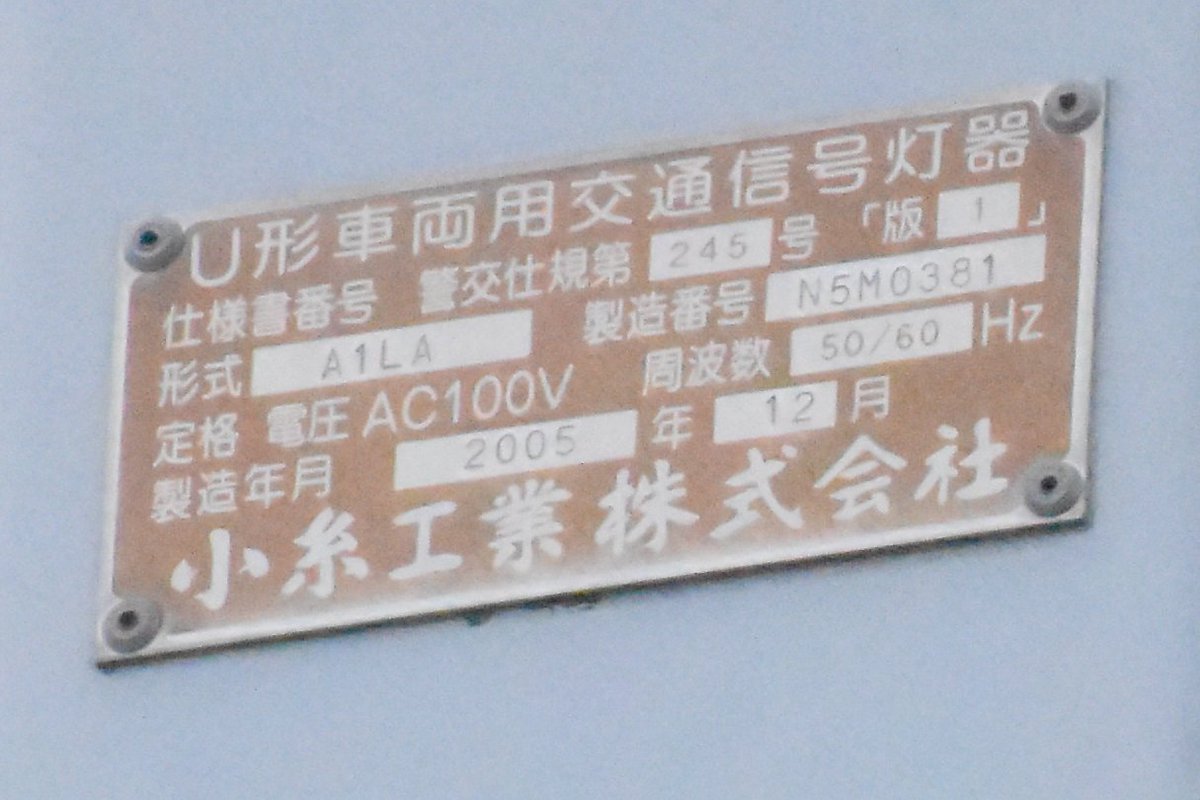 U形車両用交通信号灯器
仕様書番号 警交仕規第 245 号 「版 1 」
形式 A1LA 製造番号 N5M0381
定格 電圧 AC100V 周波数 50/60 Hz
製造年月 2005 年 12 月
小糸工業株式会社